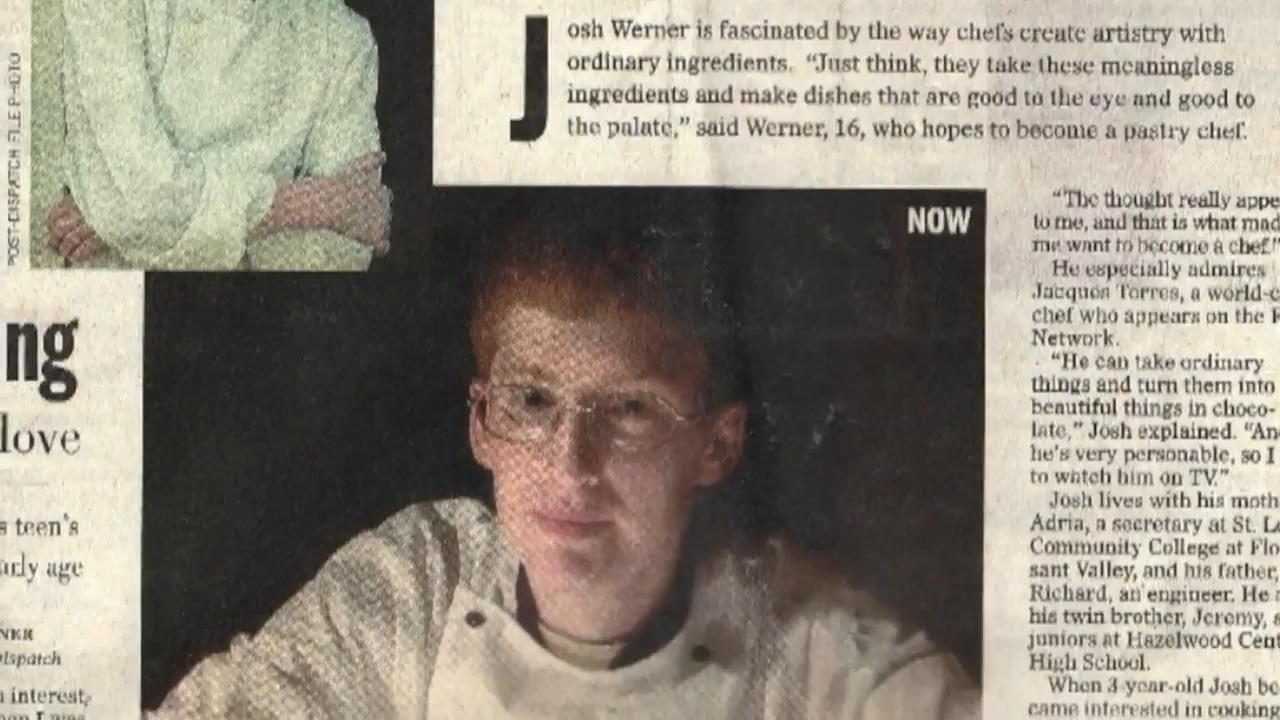 POST-DISPATCH FILE PHOTO
Josh Werner is fascinated by the way chefs create artistry with
ordinary ingredients. “Just think, they take these meaningless
ingredients and make dishes that are good to the eye and good to
the palate,” said Werner, 16, who hopes to become a pastry chef.
NOW
ng
love
s teen's
arly age
NER
Dispatch
interest,
“The thought really appe
to me, and that is what mad
me want to become a chef.”
He especially admires
Jacques Torres, a world-c
chef who appears on the F
Network.
“He can take ordinary
things and turn them into
beautiful things in choco-
late,” Josh explained. “An
he's very personable, so I
to watch him on TV.”
Josh lives with his moth
Adria, a secretary at St. L
Community College at Flo
sant Valley, and his father,
Richard, an engineer. He
his twin brother, Jeremy,
juniors at Hazelwood Cent
High School.
When 3-year-old Josh be
came interested in cooking